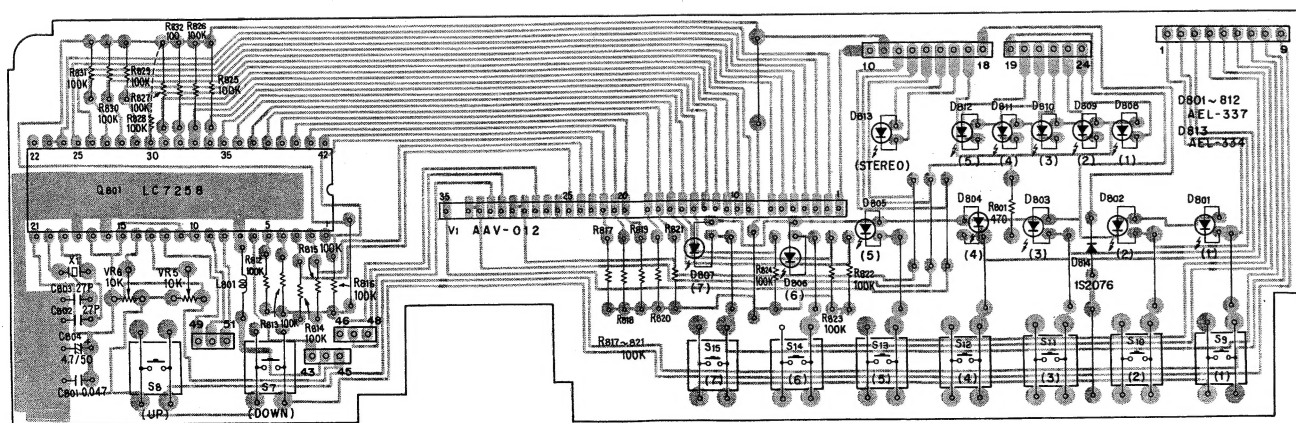 R832 R826
100 100K
R831
100K
R830
100K
R829
100K
R827
100K
R828
100K
R825
100K
22 25 30 35 42
Q801 LC7258
21 15 10 5
X1
C803 27P
C802 27P
C804
4.7/50
C801 0.047
VR6
10K
VR5
10K
L801
R812
100K
R815
100K
R816
100K
R813 100K
R814
100K
49 51
46 48
43 45
S8
(UP)
S7
(DOWN)
35 25 20 10 1
V1 AAV-012
R817 R819 R821
R818 R820
R817~821
100K
D807
(7)
R824
100K
D806
(6)
R822
100K
R823
100K
10 18 19 24
1 9
D813
(STEREO)
D812
(5)
D811
(4)
D810
(3)
D809
(2)
D808
(1)
D801~812
AEL-337
D813
AEL-334
D805
(5)
D804
(4)
R801
470
D803
(3)
D814
1S2076
D802
(2)
D801
(1)
S15
(7)
S14
(6)
S13
(5)
S12
(4)
S11
(3)
S10
(2)
S9
(1)